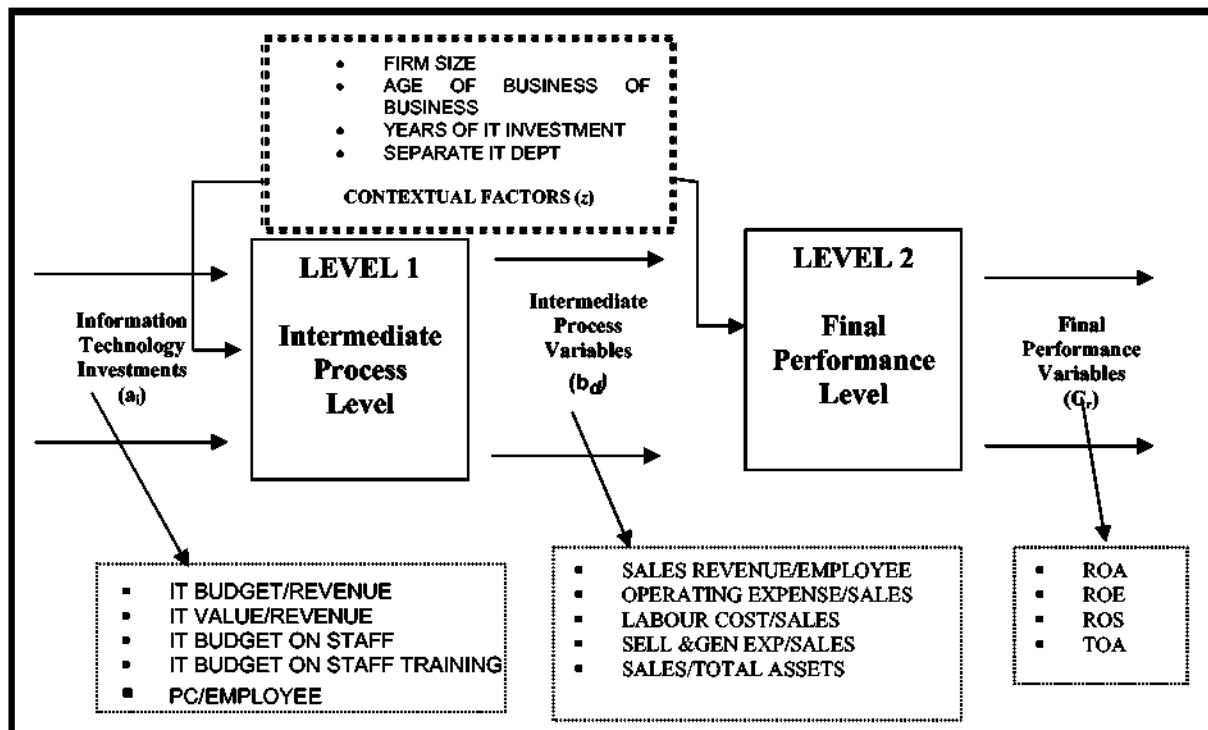 FIRM SIZE
AGE OF BUSINESS OF
BUSINESS
YEARS OF IT INVESTMENT
SEPARATE IT DEPT
CONTEXTUAL FACTORS (z)
LEVEL 1
Intermediate
Process
Level
LEVEL 2
Final
Performance
Level
Information
Technology
Investments
(ai)
Intermediate
Process
Variables
Final
Performance
Variables
(Cr)
IT BUDGET/REVENUE
IT VALUE/REVENUE
IT BUDGET ON STAFF
IT BUDGET ON STAFF TRAINING
PC/EMPLOYEE
SALES REVENUE/EMPLOYEE
OPERATING EXPENSE/SALES
LABOUR COST/SALES
SELL &GEN EXP/SALES
SALES/TOTAL ASSETS
ROA
ROE
ROS
TOA